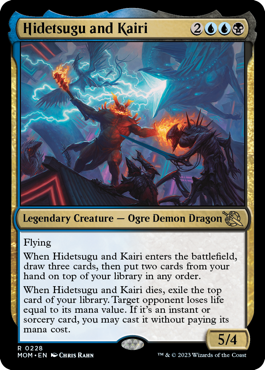 Hidetsugu and Kairi 2
Legendary Creature — Ogre Demon Dragon
Flying
When Hidetsugu and Kairi enters the battlefield,
draw three cards, then put two cards from your
hand on top of your library in any order.
When Hidetsugu and Kairi dies, exile the top
card of your library. Target opponent loses life
equal to its mana value. If it's an instant or
sorcery card, you may cast it without paying its
mana cost.
5/4
R 0228
MOM • EN Chris Rahn
™ & © 2023 Wizards of the Coast